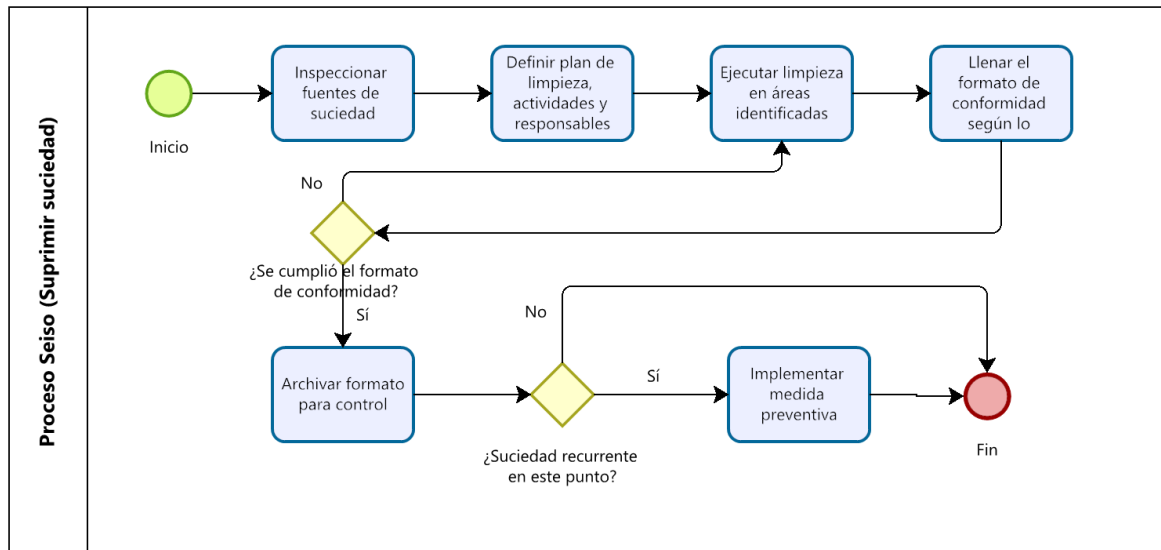 Proceso Seiso (Suprimir suciedad)
Inicio
Inspeccionar
fuentes de
suciedad
Definir plan de
limpieza,
actividades y
responsables
Ejecutar limpieza
en áreas
identificadas
Llenar el
formato de
conformidad
según lo
No
¿Se cumplió el formato
de conformidad?
Sí
Archivar formato
para control
¿Suciedad recurrente
en este punto?
No
Sí
Implementar
medida
preventiva
Fin